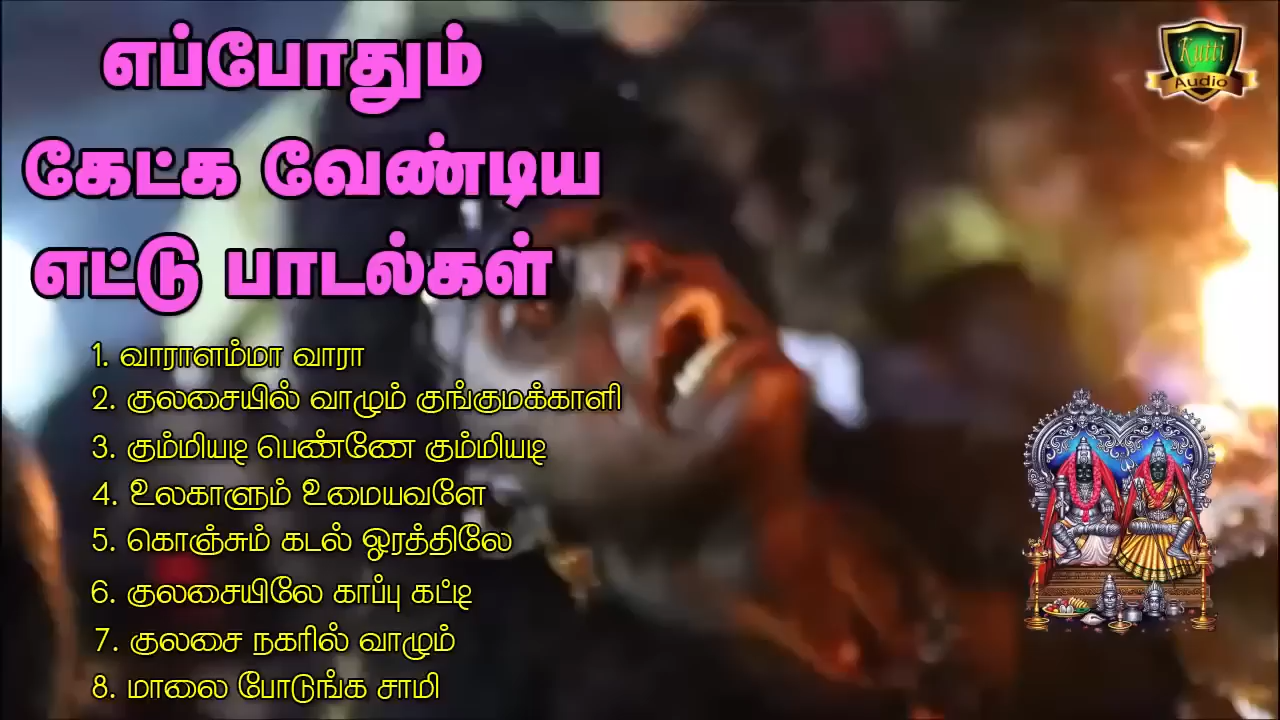 எப்போதும்
கேட்க வேண்டிய
எட்டு பாடல்கள்
Kutti
Audio
1. வாராளம்மா வாரா
2. குலசையில் வாழும் குங்குமக்காளி
3. கும்மியடி பெண்ணே கும்மியடி
4. உலகாளும் உமையவளே
5. கொஞ்சும் கடல் ஓரத்திலே
6. குலசையிலே காப்பு கட்டி
7. குலசை நகரில் வாழும்
8. மாலை போடுங்க சாமி